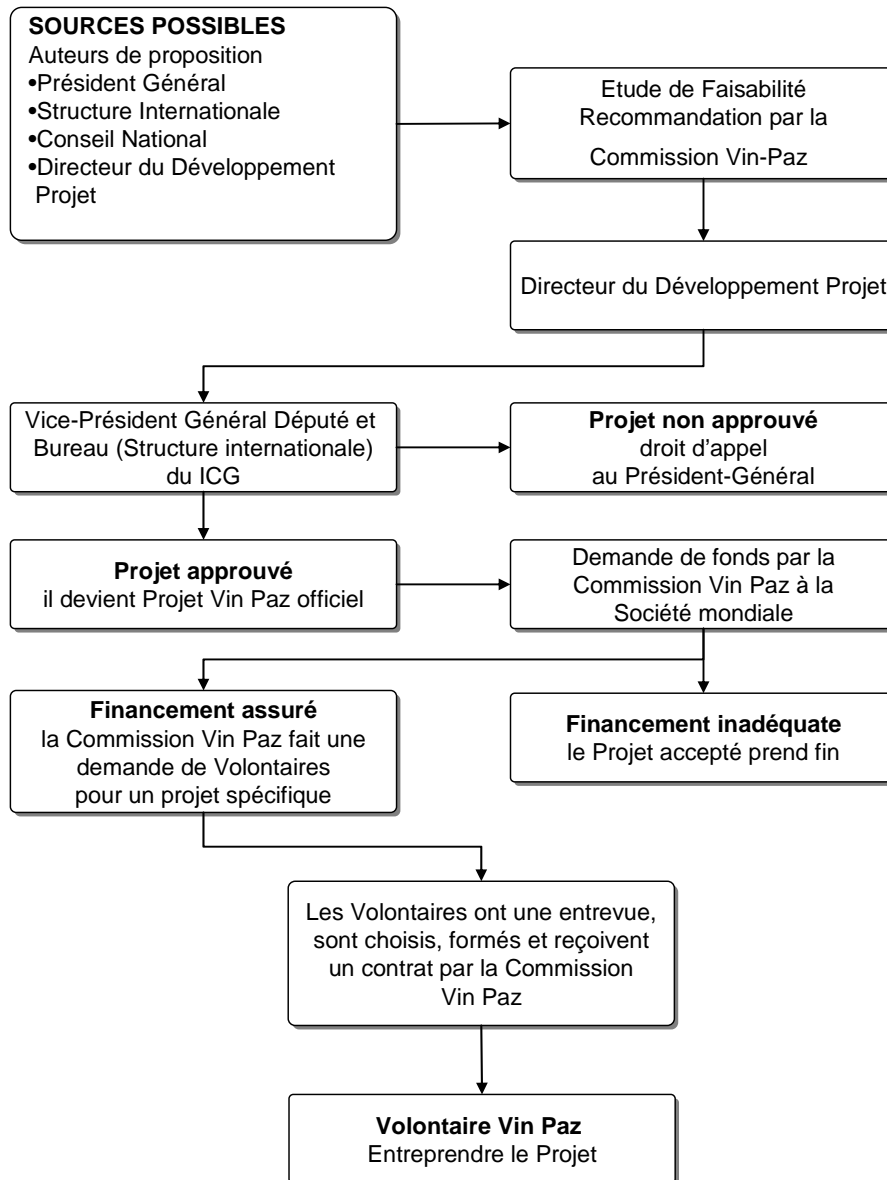 SOURCES POSSIBLES
Auteurs de proposition
•Président Général
•Structure Internationale
•Conseil National
•Directeur du Développement
Projet
Etude de Faisabilité
Recommandation par la
Commission Vin-Paz
Directeur du Développement Projet
Vice-Président Général Député et
Bureau (Structure internationale)
du ICG
Projet non approuvé
droit d'appel
au Président-Général
Projet approuvé
il devient Projet Vin Paz officiel
Demande de fonds par la
Commission Vin Paz à la
Société mondiale
Financement assuré
la Commission Vin Paz fait une
demande de Volontaires
pour un projet spécifique
Financement inadéquate
le Projet accepté prend fin
Les Volontaires ont une entrevue,
sont choisis, formés et reçoivent
un contrat par la Commission
Vin Paz
Volontaire Vin Paz
Entreprendre le Projet